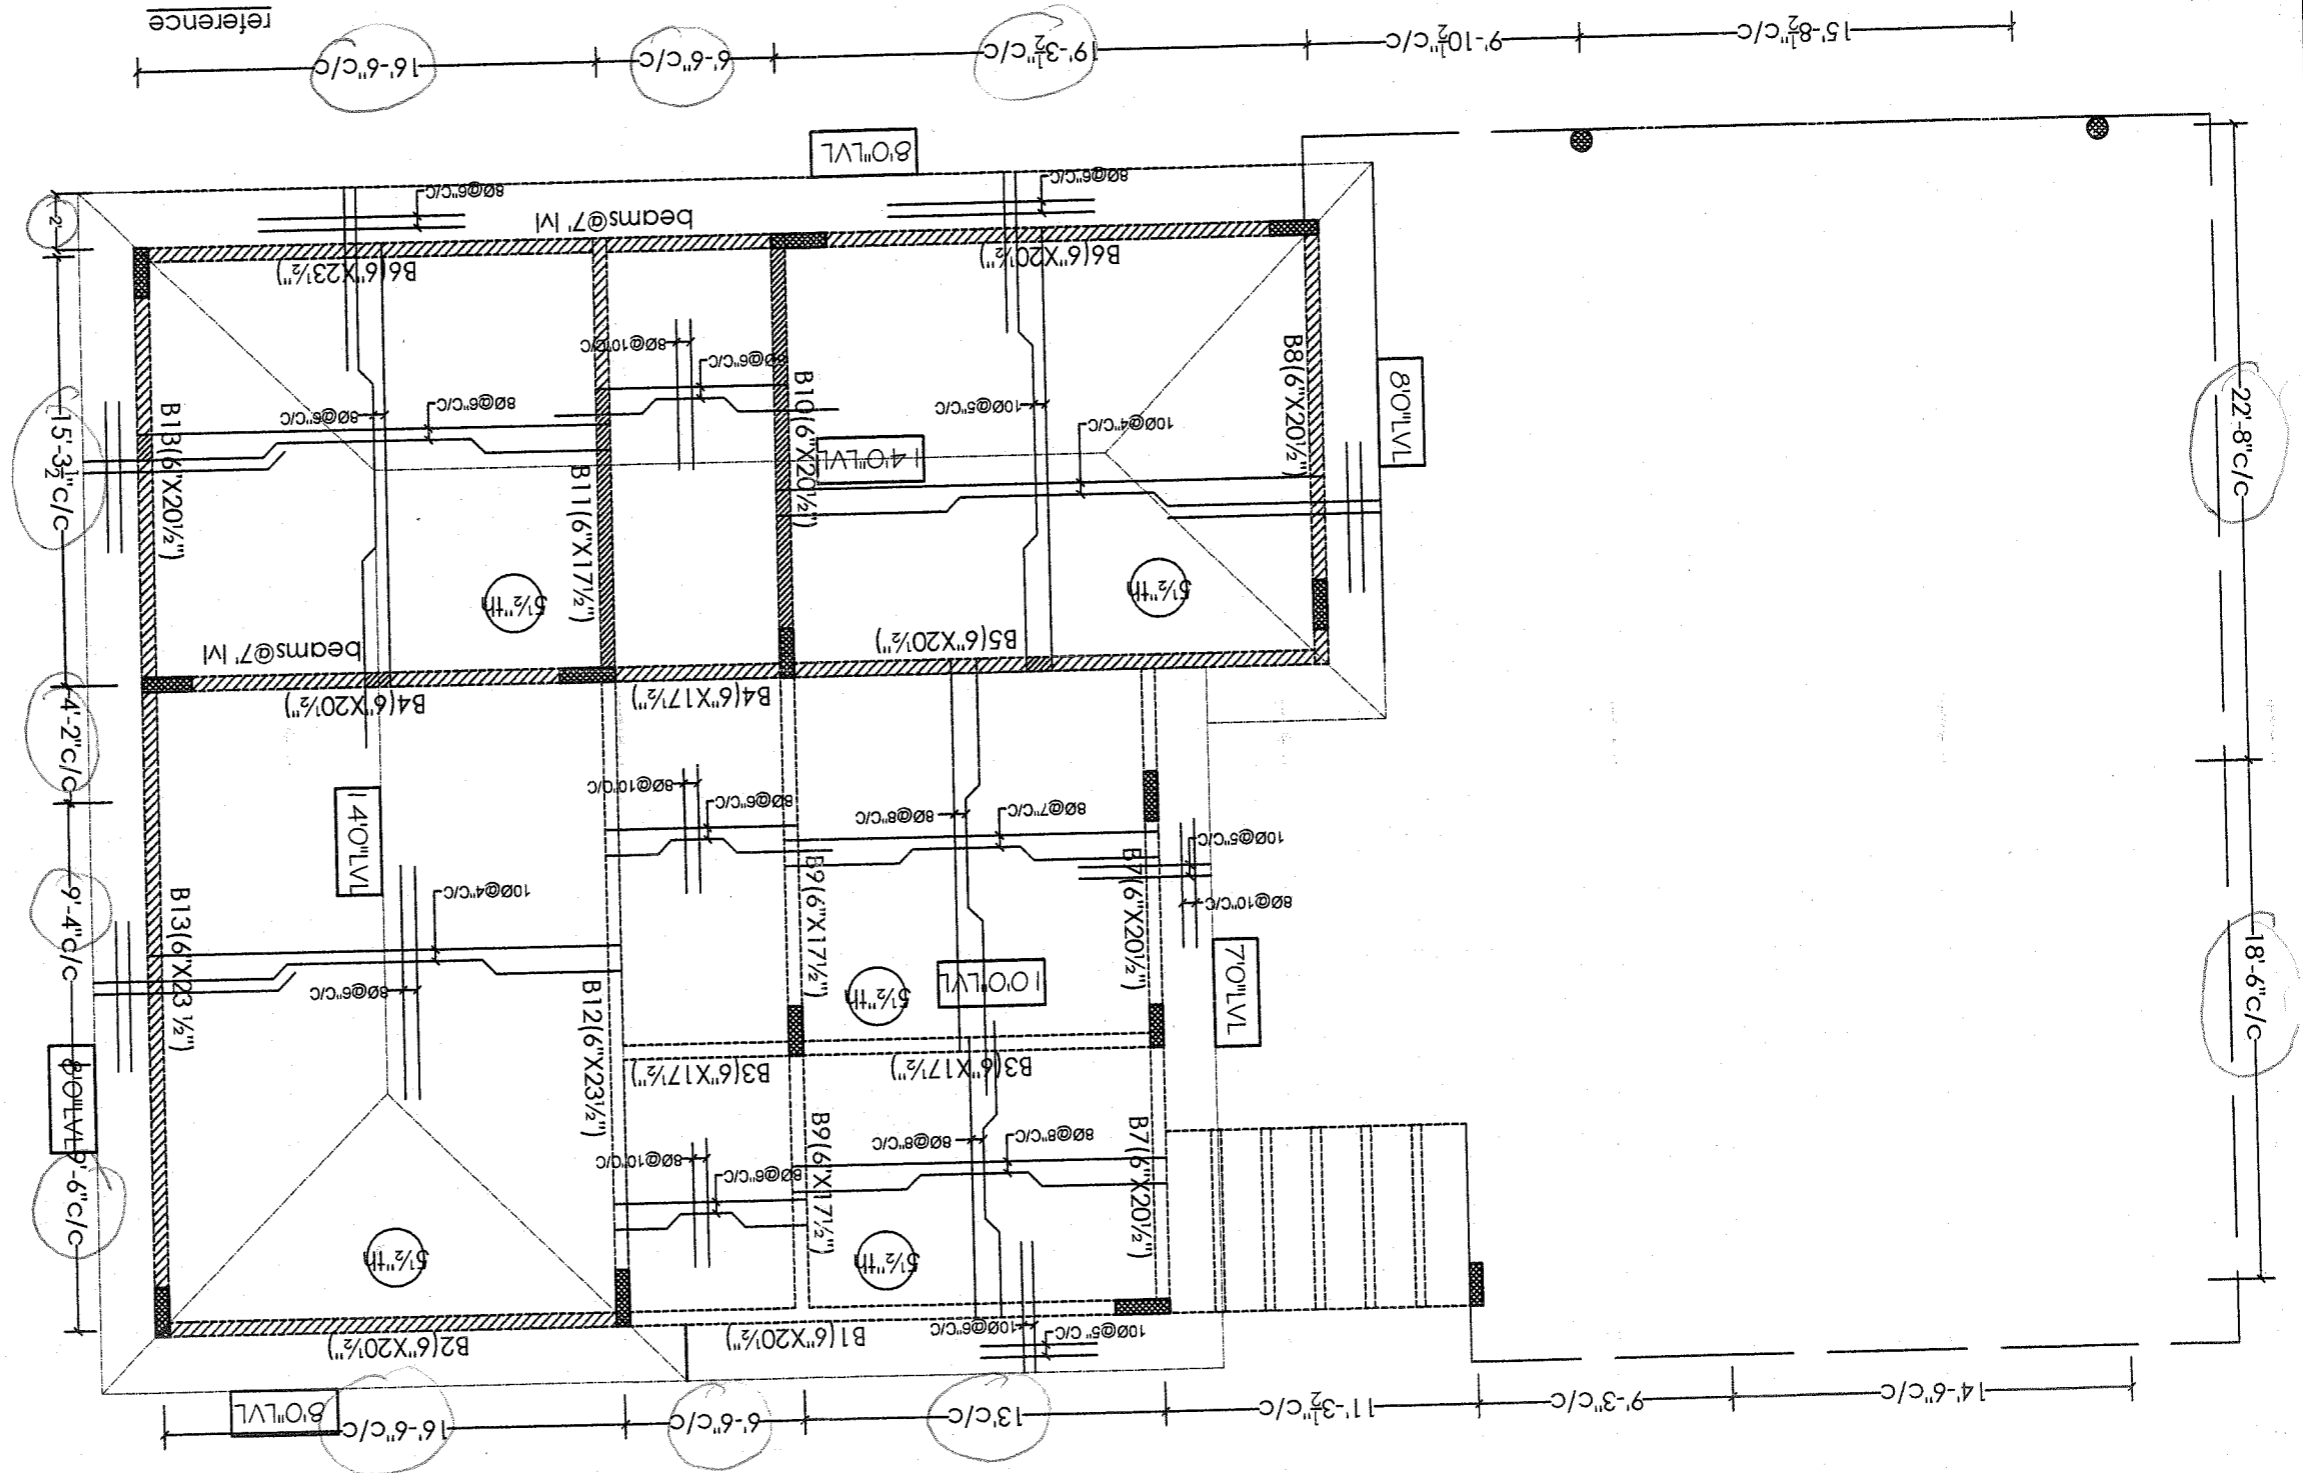 reference
16'-6"c/c
6'-6"c/c
19'-3½"c/c
9'-10½"c/c
15'-8½"c/c
8'0"LVL
8Ø@6"C/C
8Ø@6"C/C
2'
beams@7' lvl
B6(6"X23½")
B6(6"X20½")
8Ø@10"C/C
8Ø@6"C/C
B8(6"X20½")
8'0"LVL
22'-8"c/c
15'-3½"c/c
B13(6"X20½")
8Ø@6"C/C
8Ø@6"C/C
B10(6"X20½")
10Ø@5"C/C
10Ø@4"C/C
14'0"LVL
B11(6"X17½")
5½"th
5½"th
beams@7' lvl
B5(6"X20½")
B4(6"X20½")
B4(6"X17½")
4'-2"c/c
14'0"LVL
8Ø@10"C/C
8Ø@6"C/C
8Ø@8"C/C
8Ø@7"C/C
10Ø@5"C/C
9'-4"c/c
B13(6"X23½")
10Ø@4"C/C
B9(6"X17½")
B7(6"X20½")
8Ø@10"C/C
8Ø@6"C/C
5½"th
10'0"LVL
7'0"LVL
18'-6"c/c
B12(6"X23½")
B3(6"X17½")
B3(6"X17½")
8'0"LVL
8Ø@10"C/C
8Ø@6"C/C
B9(6"X17½")
8Ø@8"C/C
8Ø@8"C/C
B7(6"X20½")
9'-6"c/c
5½"th
5½"th
B2(6"X20½")
B1(6"X20½")
10Ø@6"C/C
10Ø@5" C/C
8'0"LVL
16'-6"c/c
6'-6"c/c
13'c/c
11'-3½"c/c
9'-3"c/c
14'-6"c/c